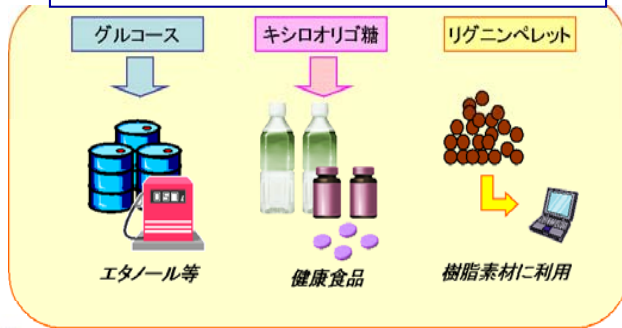 グルコース
キシロオリゴ糖
リグニンペレット
エタノール等
健康食品
樹脂素材に利用